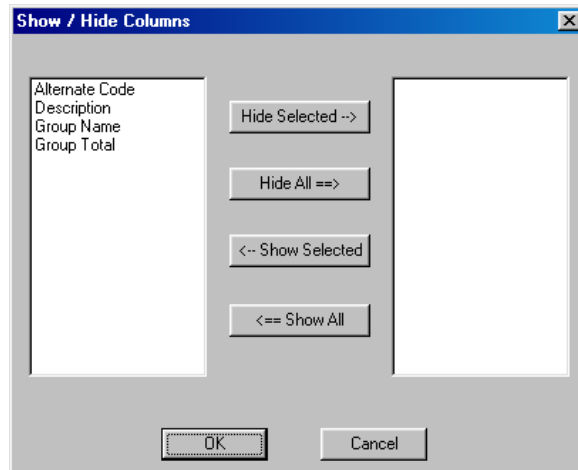 Show / Hide Columns
Alternate Code
Description
Group Name
Group Total
Hide Selected -->
Hide All ==>
<-- Show Selected
<== Show All
OK
Cancel